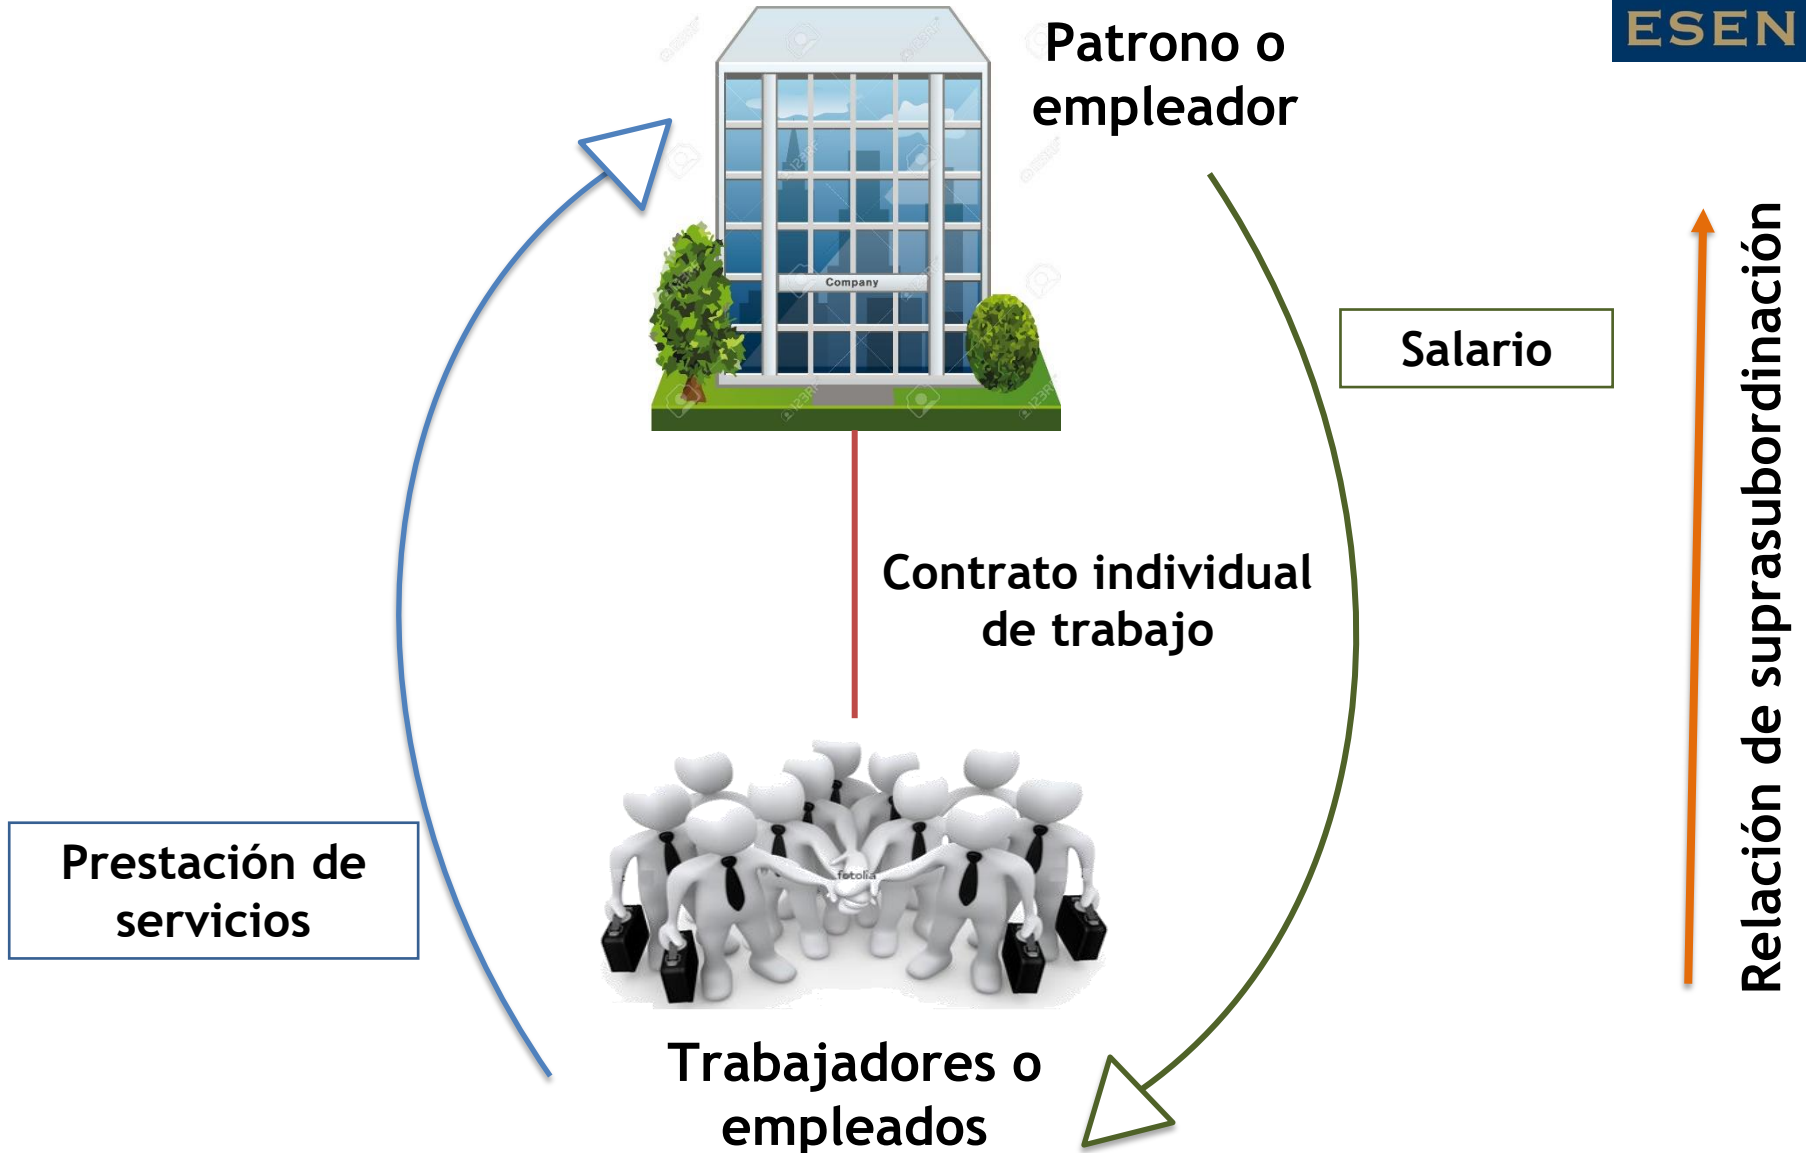 Patrono o
empleador
ESEN
Company
Salario
Contrato individual
de trabajo
Relación de suprasubordinación
Prestación de
servicios
fotolia
Trabajadores o
empleados